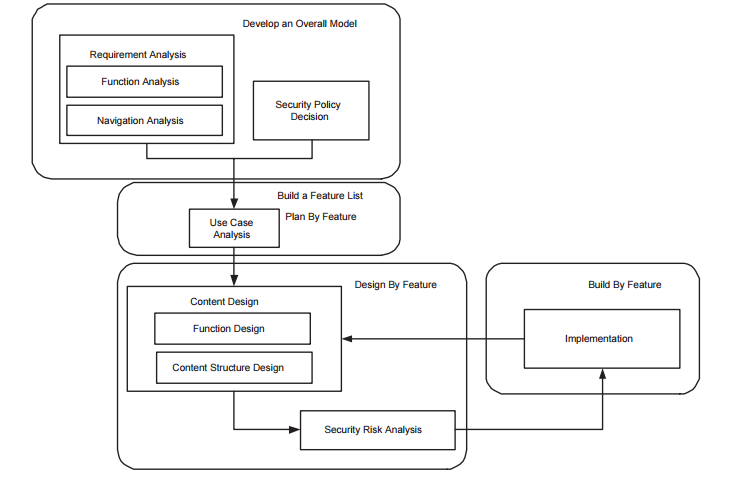 Develop an Overall Model
Requirement Analysis
Function Analysis
Navigation Analysis
Security Policy
Decision
Build a Feature List
Plan By Feature
Use Case
Analysis
Design By Feature
Content Design
Function Design
Content Structure Design
Security Risk Analysis
Build By Feature
Implementation